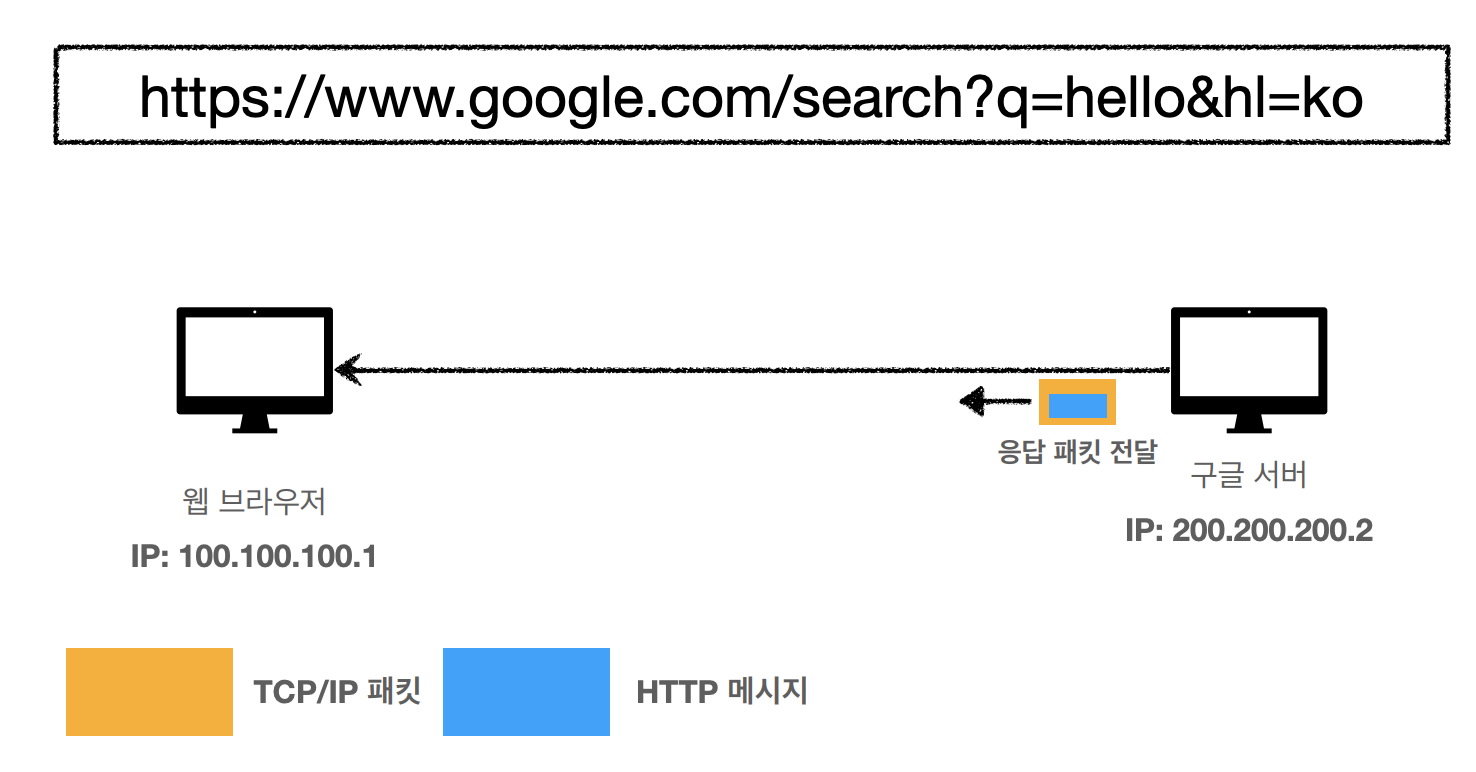 https://www.google.com/search?q=hello&hl=ko
응답 패킷 전달
웹 브라우저
구글 서버
IP: 100.100.100.1
IP: 200.200.200.2
TCP/IP 패킷
HTTP 메시지